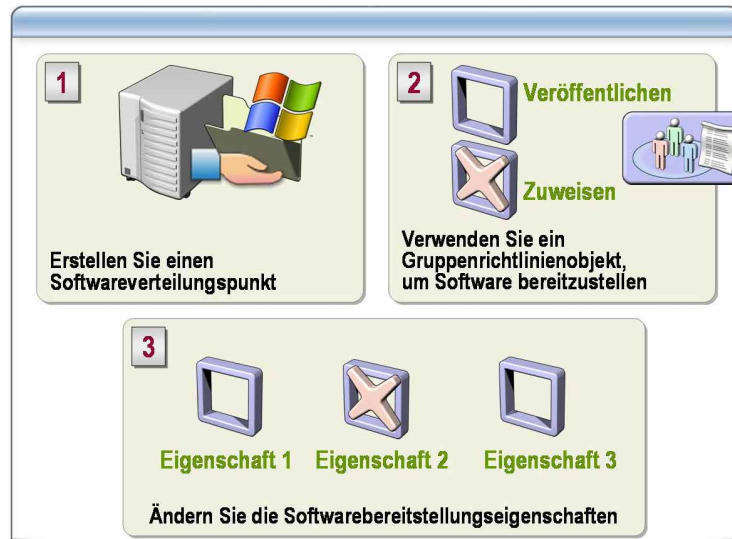 1
Erstellen Sie einen
Softwareverteilungspunkt
2
Veröffentlichen
Zuweisen
Verwenden Sie ein
Gruppenrichtlinienobjekt,
um Software bereitzustellen
3
Eigenschaft 1 Eigenschaft 2 Eigenschaft 3
Ändern Sie die Softwarebereitstellungseigenschaften